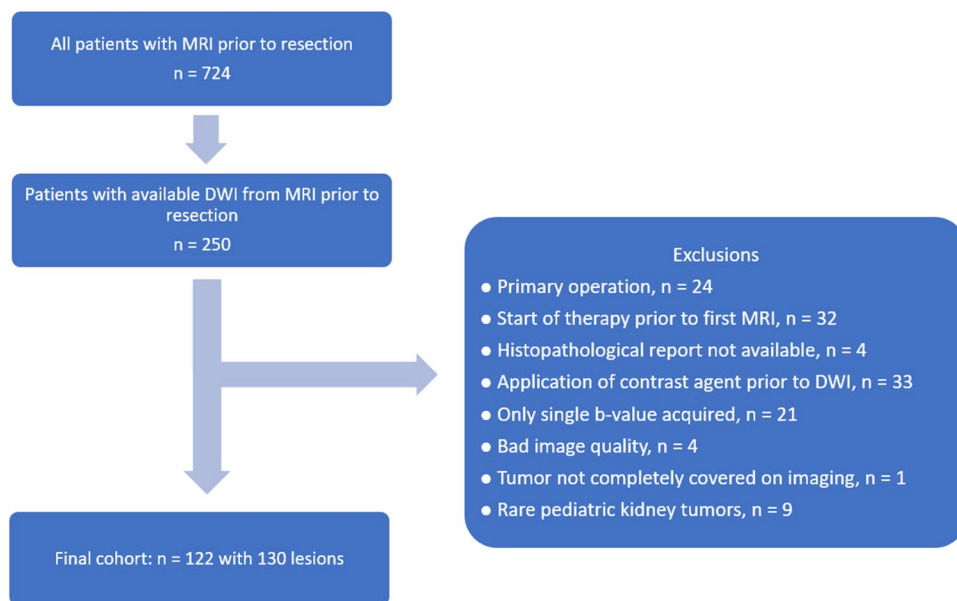 All patients with MRI prior to resection
n = 724
Patients with available DWI from MRI prior to
resection
n = 250
Exclusions
● Primary operation, n = 24
● Start of therapy prior to first MRI, n = 32
● Histopathological report not available, n = 4
● Application of contrast agent prior to DWI, n = 33
● Only single b-value acquired, n = 21
● Bad image quality, n = 4
● Tumor not completely covered on imaging, n = 1
● Rare pediatric kidney tumors, n = 9
Final cohort: n = 122 with 130 lesions